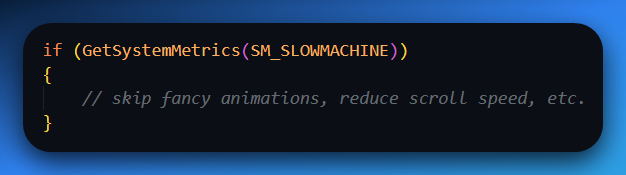 if (GetSystemMetrics(SM_SLOWMACHINE))
{
    // skip fancy animations, reduce scroll speed, etc.
}